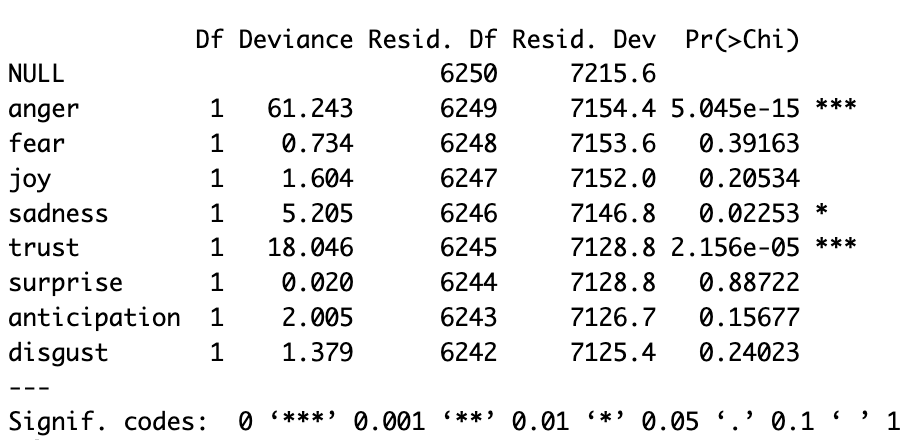 Df Deviance Resid. Df Resid. Dev Pr(>Chi)
NULL 6250 7215.6
anger 1 61.243 6249 7154.4 5.045e-15 ***
fear 1 0.734 6248 7153.6 0.39163
joy 1 1.604 6247 7152.0 0.20534
sadness 1 5.205 6246 7146.8 0.02253 *
trust 1 18.046 6245 7128.8 2.156e-05 ***
surprise 1 0.020 6244 7128.8 0.88722
anticipation 1 2.005 6243 7126.7 0.15677
disgust 1 1.379 6242 7125.4 0.24023
---
Signif. codes: 0 ‘***’ 0.001 ‘**’ 0.01 ‘*’ 0.05 ‘.’ 0.1 ‘ ’ 1